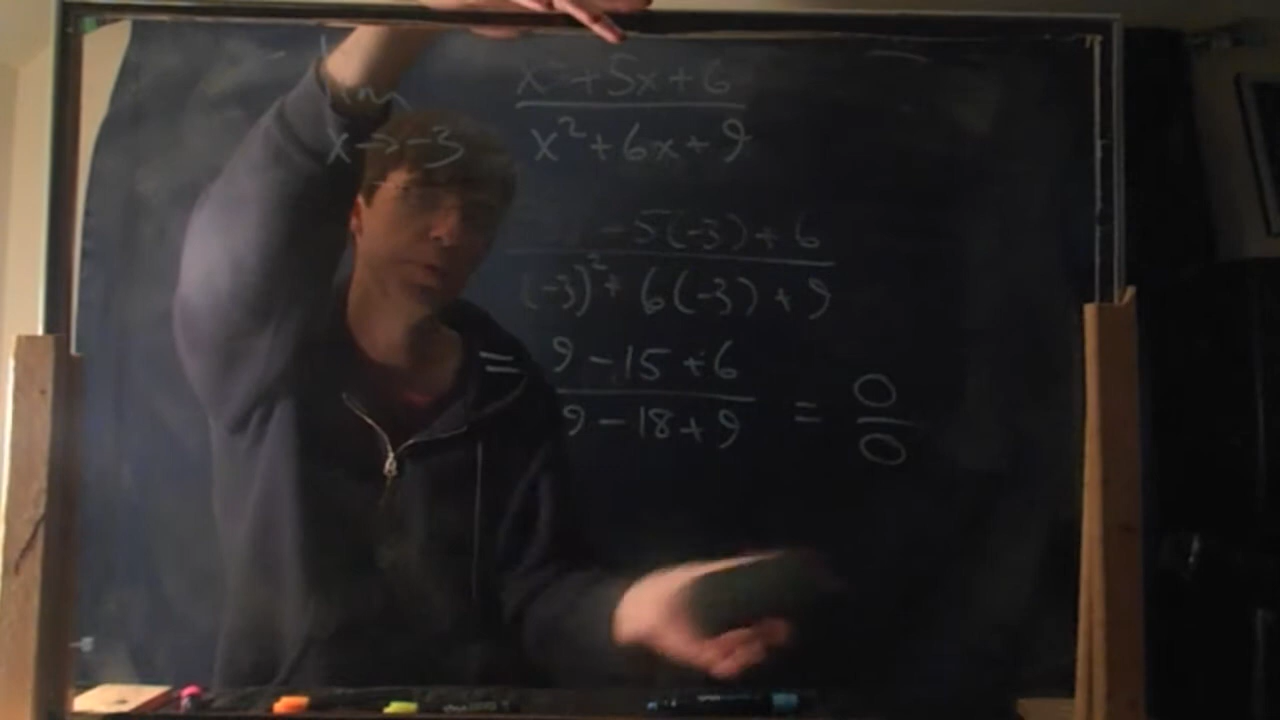 lim x²+5x+6
x→-3 x²+6x+9
-5(-3)+6
(-3)²+ 6(-3)+9
= 9-15+6
9-18+9 = 0
0